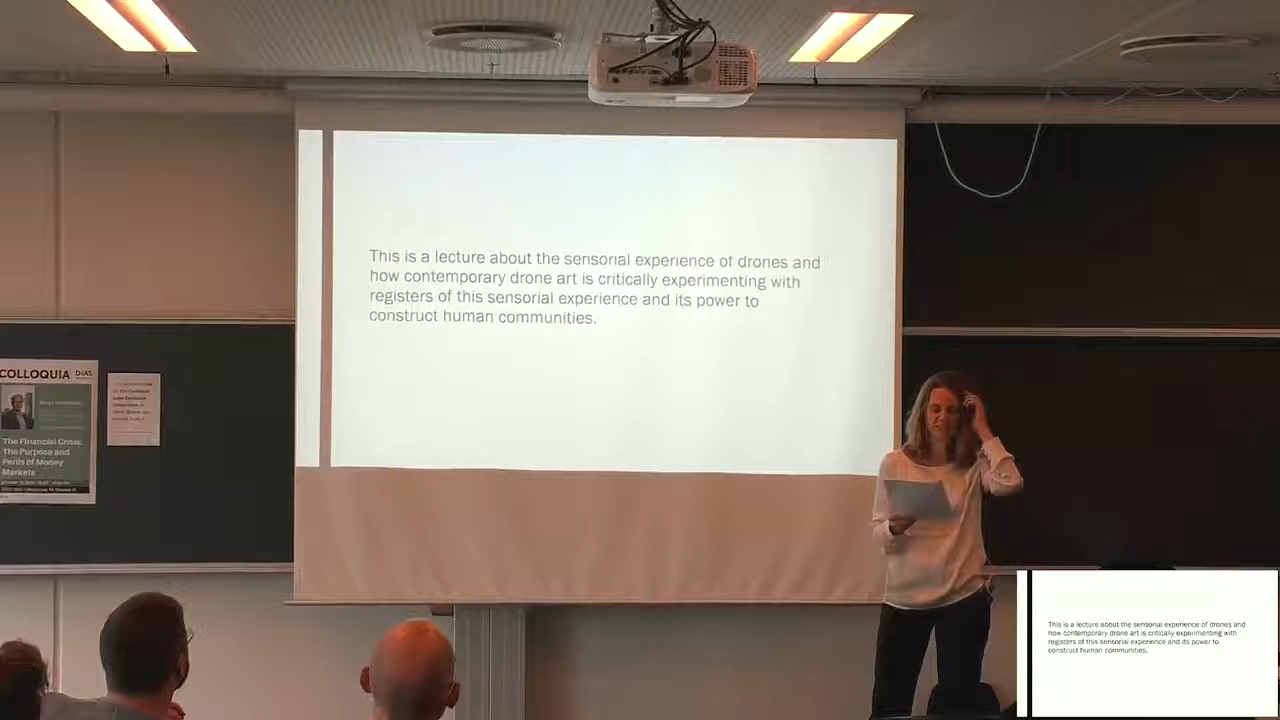 This is a lecture about the sensorial experience of drones and
how contemporary drone art is critically experimenting with
registers of this sensorial experience and its power to
construct human communities.
COLLOQUIA DIAS
The Financial Crisis:
The Purpose and
Perils of Money
Markets
This is a lecture about the sensorial experience of drones and
how contemporary drone art is critically experimenting with
registers of this sensorial experience and its power to
construct human communities.